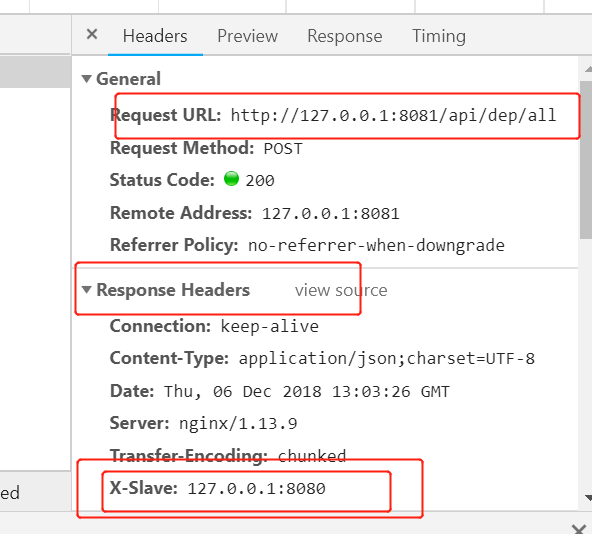 × Headers Preview Response Timing
▼ General
Request URL: http://127.0.0.1:8081/api/dep/all
Request Method: POST
Status Code: 200
Remote Address: 127.0.0.1:8081
Referrer Policy: no-referrer-when-downgrade
▼ Response Headers view source
Connection: keep-alive
Content-Type: application/json;charset=UTF-8
Date: Thu, 06 Dec 2018 13:03:26 GMT
Server: nginx/1.13.9
Transfer-Encoding: chunked
X-Slave: 127.0.0.1:8080
ed
×